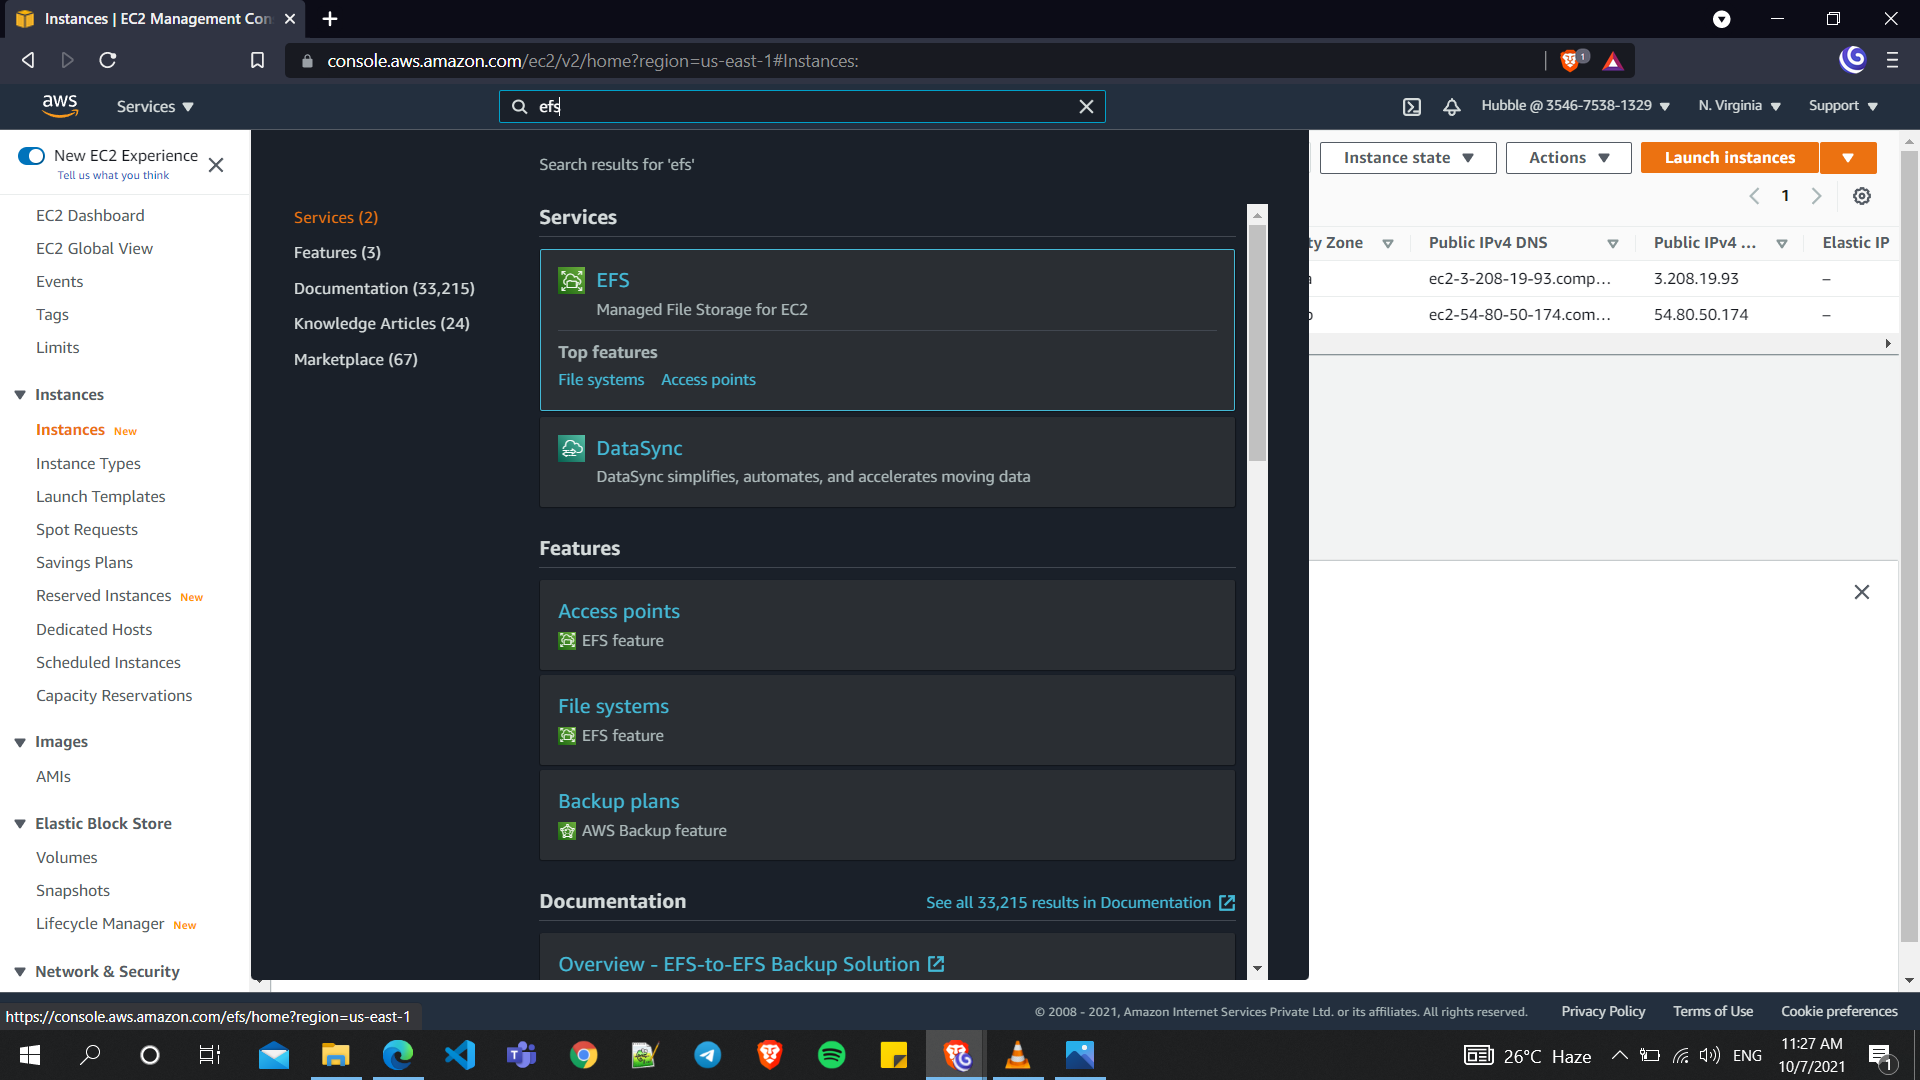 Instances | EC2 Management Con
console.aws.amazon.com/ec2/v2/home?region=us-east-1#Instances:
1
aws
Services
efs
Hubble @ 3546-7538-1329
N. Virginia
Support
New EC2 Experience
Tell us what you think
EC2 Dashboard
EC2 Global View
Events
Tags
Limits
Instances
Instances New
Instance Types
Launch Templates
Spot Requests
Savings Plans
Reserved Instances New
Dedicated Hosts
Scheduled Instances
Capacity Reservations
Images
AMIs
Elastic Block Store
Volumes
Snapshots
Lifecycle Manager New
Network & Security
Search results for 'efs'
Services (2)
Features (3)
Documentation (33,215)
Knowledge Articles (24)
Marketplace (67)
Services
EFS
Managed File Storage for EC2
Top features
File systems Access points
DataSync
DataSync simplifies, automates, and accelerates moving data
Features
Access points
EFS feature
File systems
EFS feature
Backup plans
AWS Backup feature
Documentation
See all 33,215 results in Documentation
Overview - EFS-to-EFS Backup Solution
Instance state
Actions
Launch instances
1
ty Zone Public IPv4 DNS Public IPv4 ... Elastic IP
ec2-3-208-19-93.comp... 3.208.19.93 –
ec2-54-80-50-174.com... 54.80.50.174 –
https://console.aws.amazon.com/efs/home?region=us-east-1
© 2008 - 2021, Amazon Internet Services Private Ltd. or its affiliates. All rights reserved. Privacy Policy Terms of Use Cookie preferences
26°C Haze
ENG
11:27 AM
10/7/2021
1